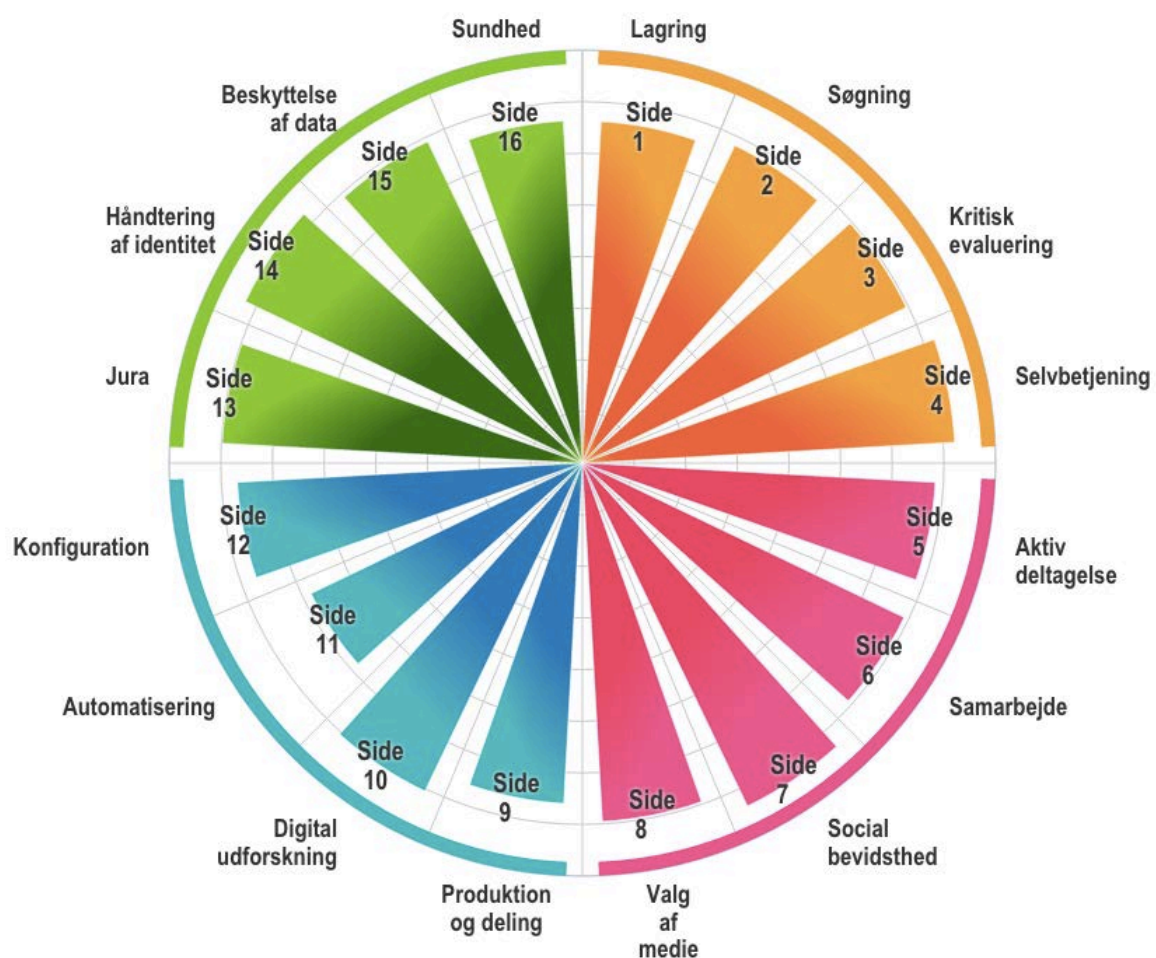 Sundhed
Lagring
Beskyttelse
af data
Søgning
Håndtering
af identitet
Kritisk
evaluering
Jura
Selvbetjening
Konfiguration
Aktiv
deltagelse
Automatisering
Samarbejde
Digital
udforskning
Social
bevidsthed
Produktion
og deling
Valg
af
medie
Side
1
Side
2
Side
3
Side
4
Side
5
Side
6
Side
7
Side
8
Side
9
Side
10
Side
11
Side
12
Side
13
Side
14
Side
15
Side
16